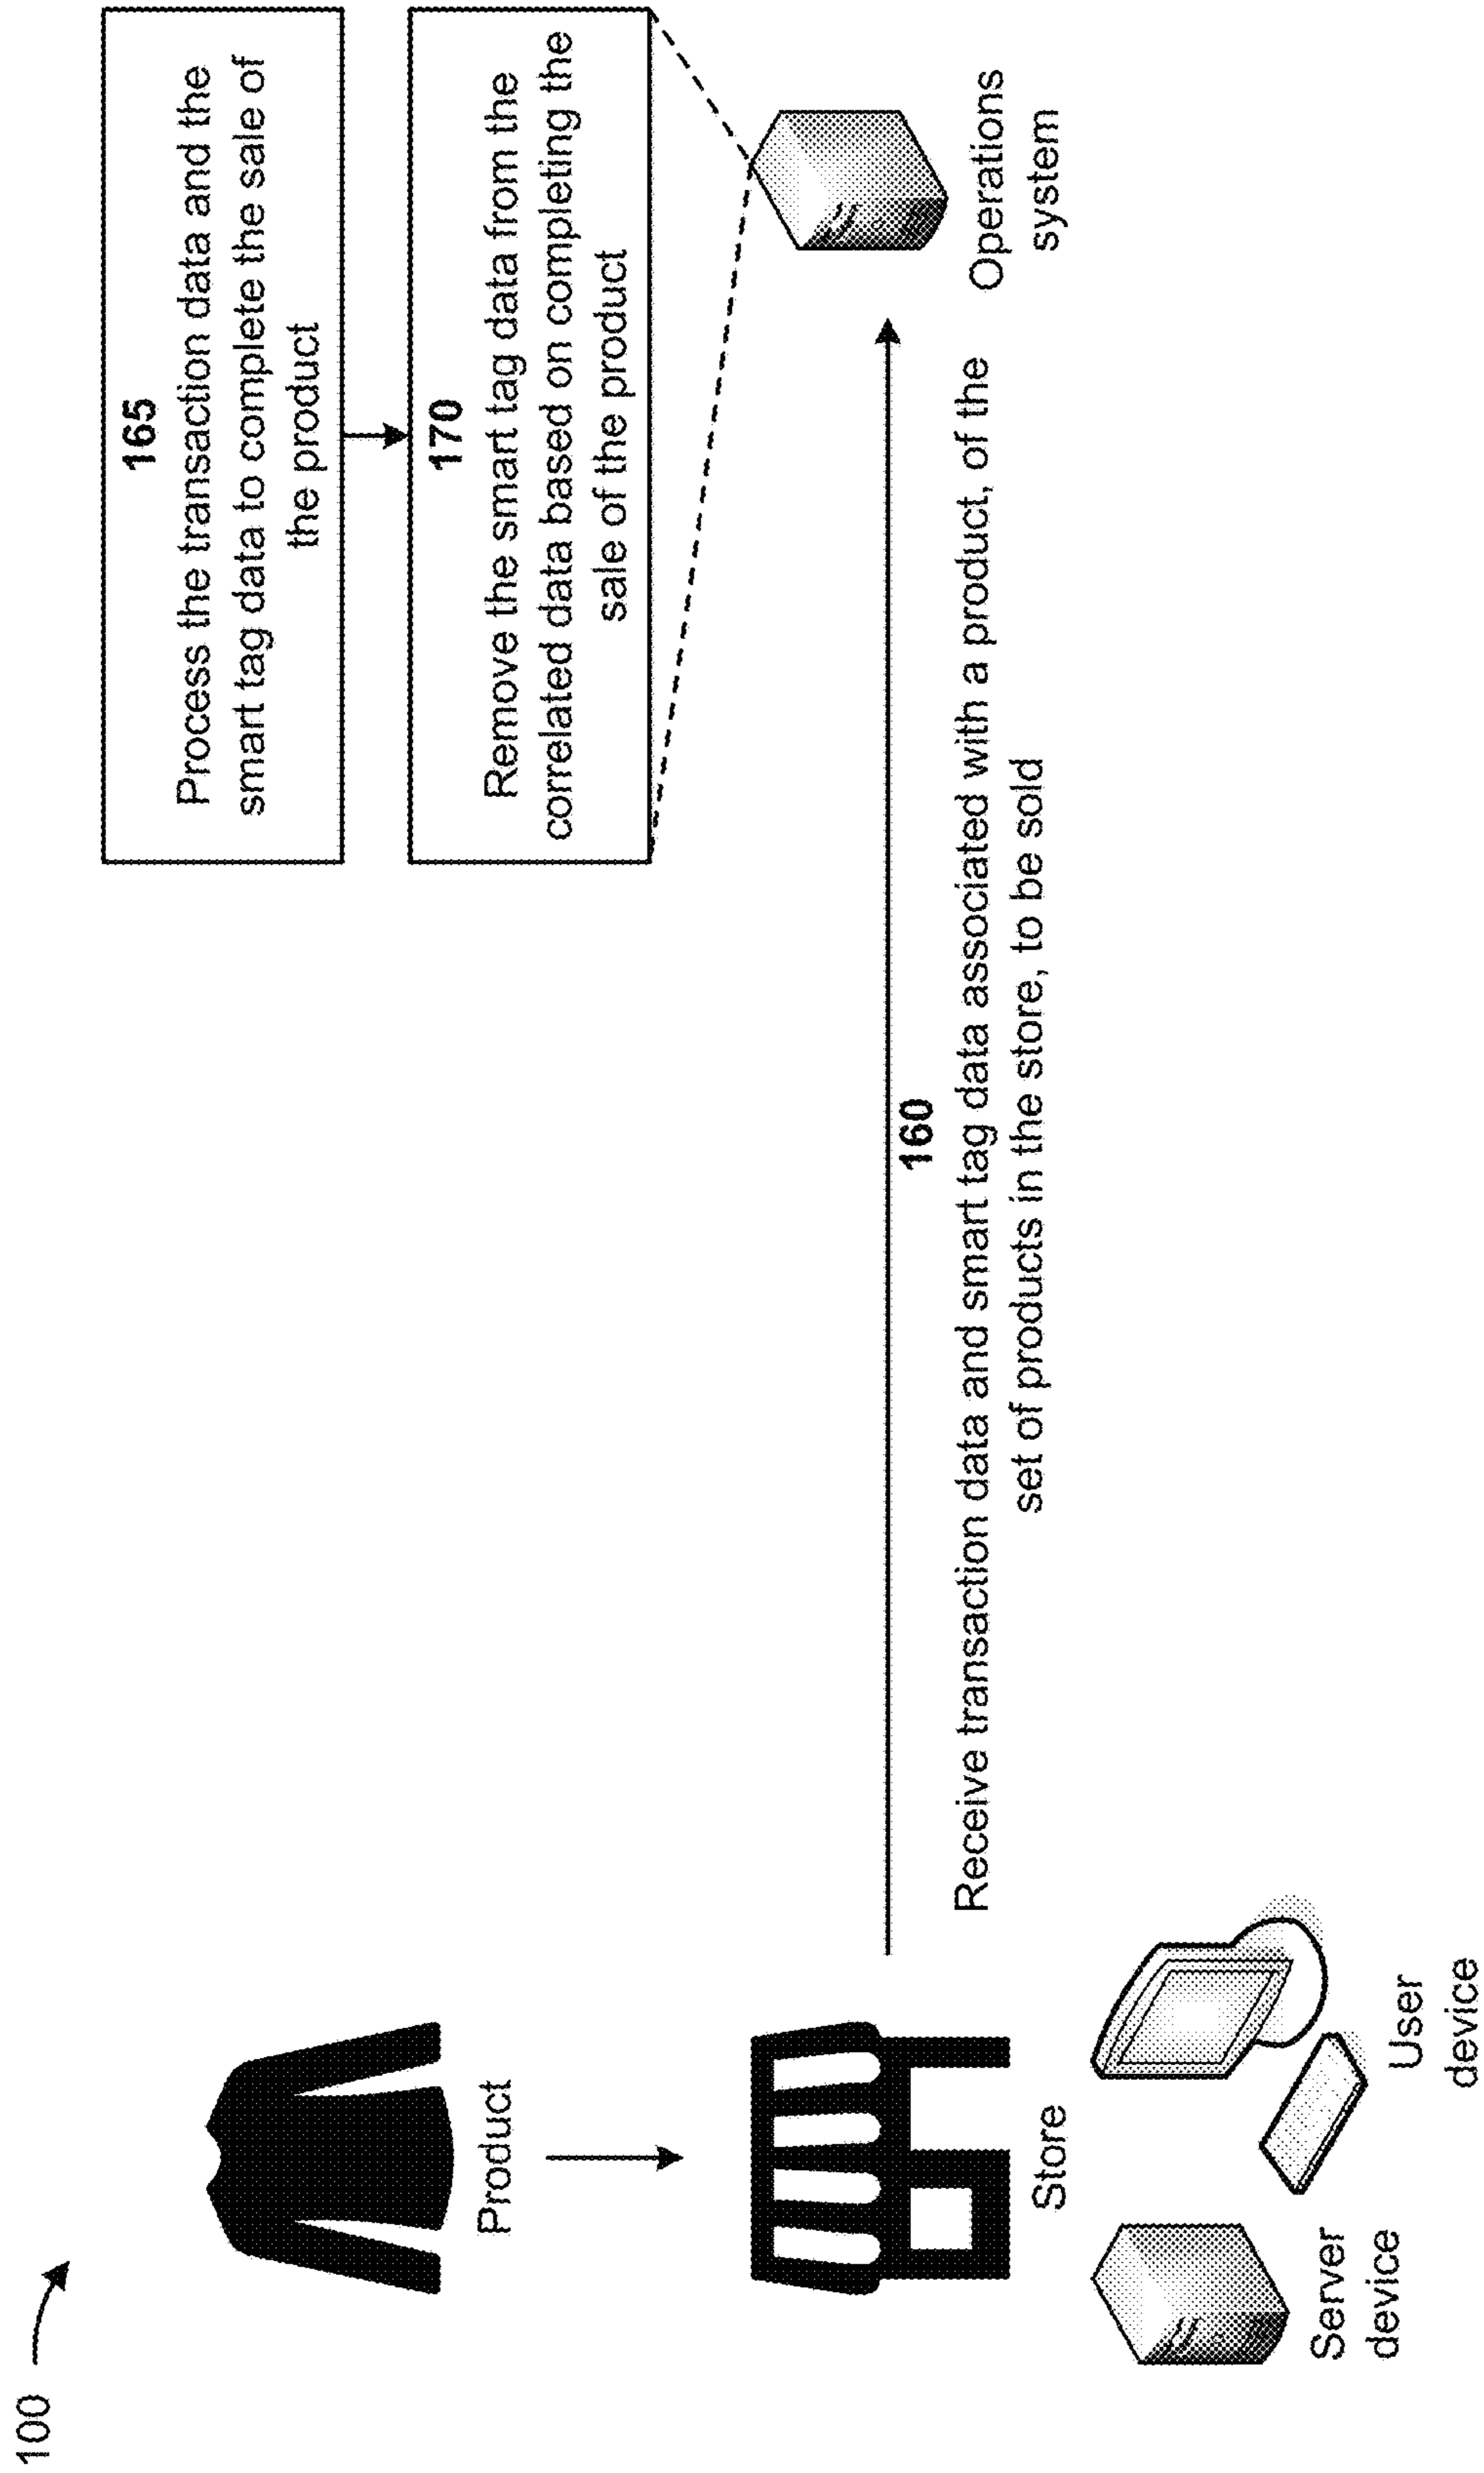 100
165
Process the transaction data and the
smart tag data to complete the sale of
the product
170
Remove the smart tag data from the
correlated data based on completing the
sale of the product
Product
160
Receive transaction data and smart tag data associated with a product, of the
set of products in the store, to be sold
Operations
system
Store
Server
device
User
device